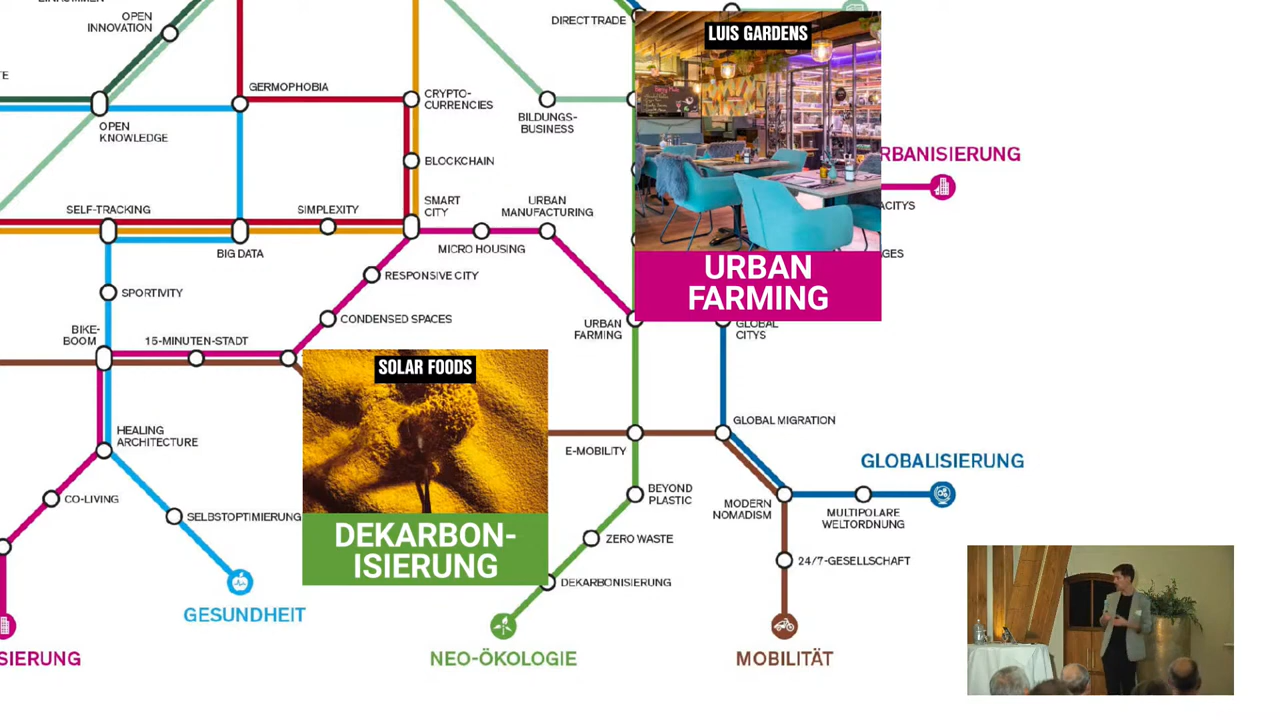 OPEN
INNOVATION
DIRECT TRADE
LUIS GARDENS
GERMOPHOBIA
CRYPTO-
CURRENCIES
OPEN
KNOWLEDGE
BILDUNGS-
BUSINESS
BLOCKCHAIN
RBANISIERUNG
SELF-TRACKING
SIMPLEXITY
SMART
CITY
URBAN
MANUFACTURING
ACITYS
BIG DATA
MICRO HOUSING
GES
RESPONSIVE CITY
URBAN
FARMING
SPORTIVITY
CONDENSED SPACES
URBAN
FARMING
GLOBAL
CITYS
BIKE-
BOOM
15-MINUTEN-STADT
SOLAR FOODS
HEALING
ARCHITECTURE
E-MOBILITY
GLOBAL MIGRATION
GLOBALISIERUNG
CO-LIVING
SELBSTOPTIMIERUNG
BEYOND
PLASTIC
MODERN
NOMADISM
MULTIPOLARE
WELTORDNUNG
DEKARBON-
ISIERUNG
ZERO WASTE
24/7-GESELLSCHAFT
DEKARBONISIERUNG
GESUNDHEIT
SIERUNG
NEO-ÖKOLOGIE
MOBILITÄT